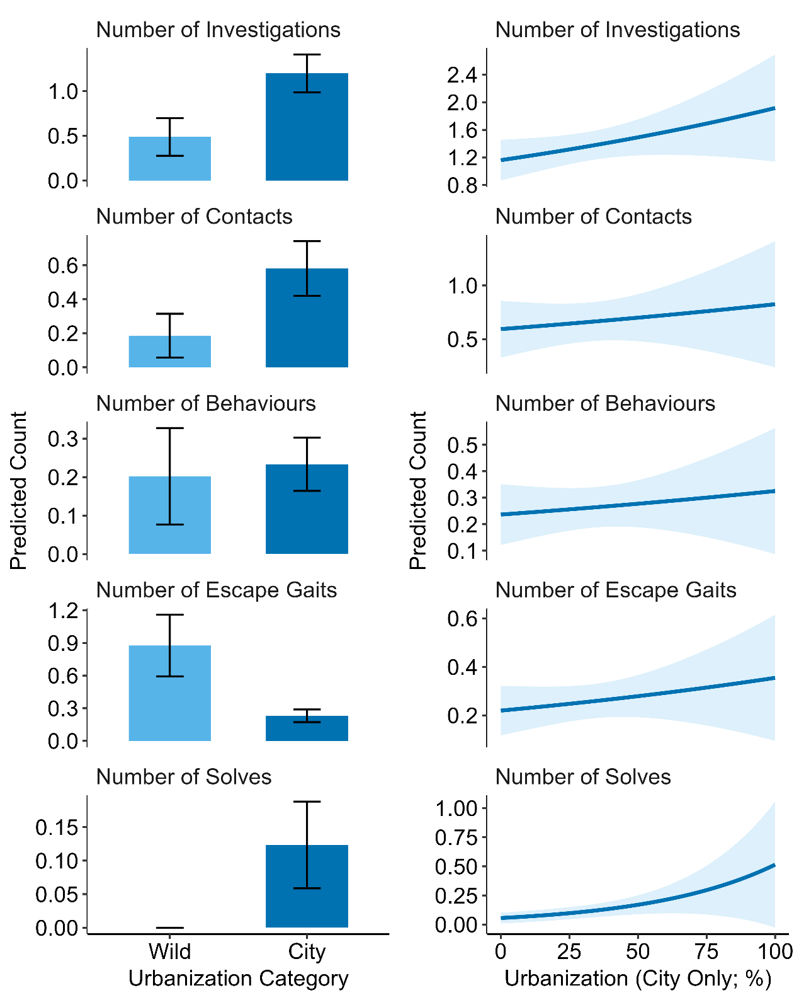 Number of Investigations
1.0
0.5
0.0
Number of Contacts
0.6
0.4
0.2
0.0
Number of Behaviours
0.3
0.2
0.1
0.0
Number of Escape Gaits
1.2
0.9
0.6
0.3
0.0
Number of Solves
0.15
0.10
0.05
0.00
Wild City
Urbanization Category
Predicted Count
Number of Investigations
2.4
2.0
1.6
1.2
0.8
Number of Contacts
1.0
0.5
Number of Behaviours
0.5
0.4
0.3
0.2
0.1
Number of Escape Gaits
0.6
0.4
0.2
Number of Solves
1.00
0.75
0.50
0.25
0.00
0 25 50 75 100
Urbanization (City Only; %)
Predicted Count